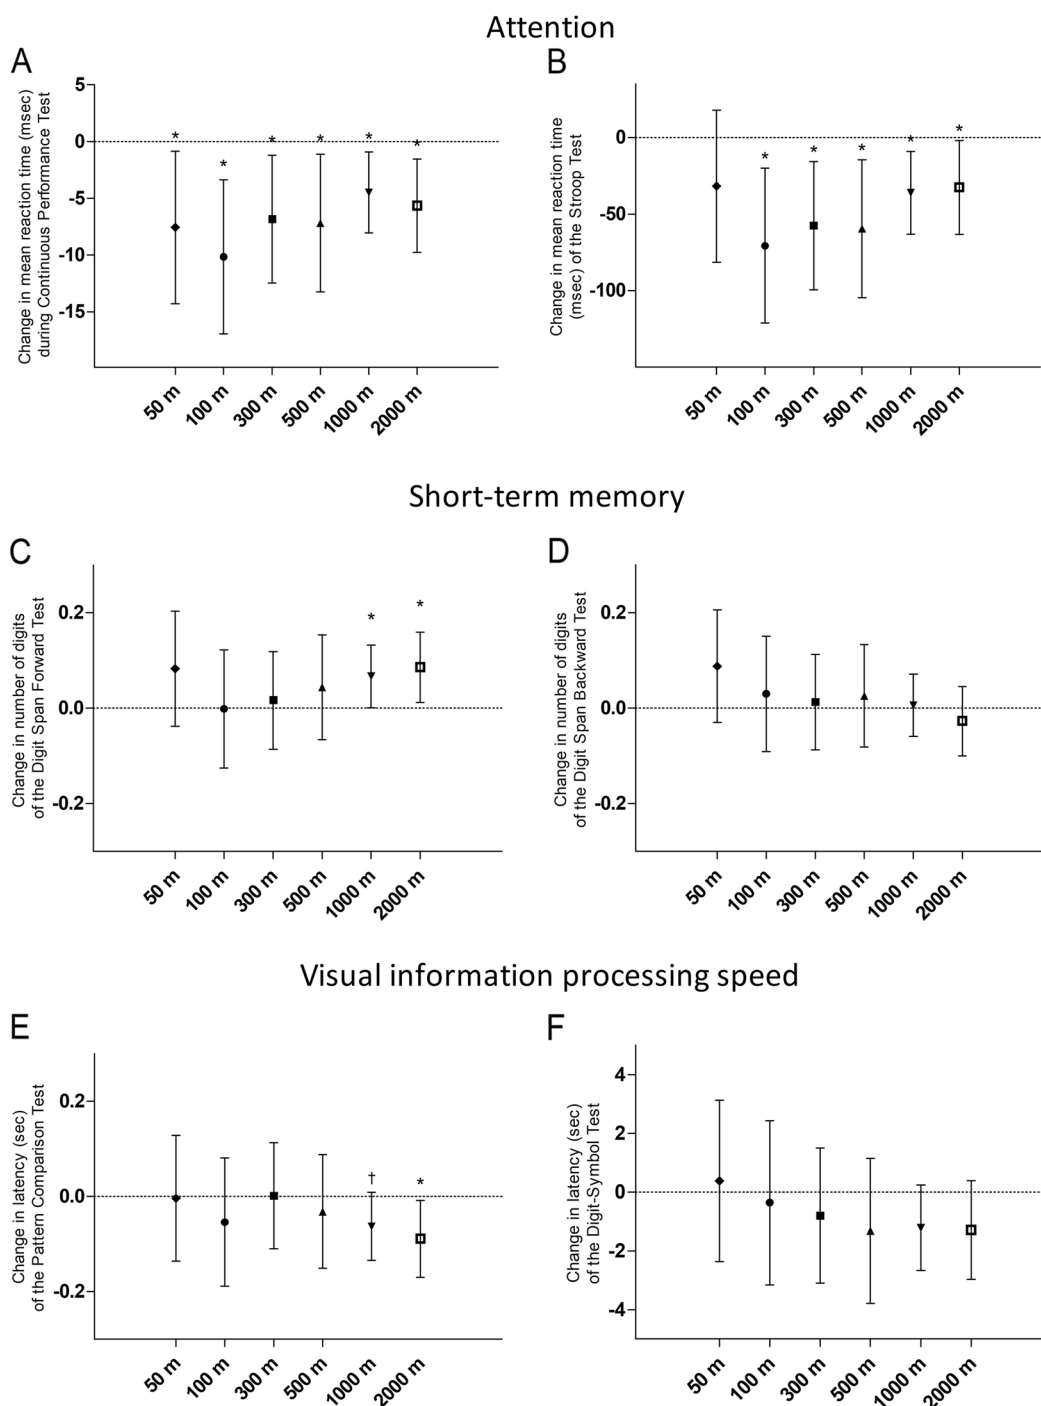 Attention
A
Change in mean reaction time (msec)
during Continuous Performance Test
5
0
-5
-10
-15
*
*
*
*
*
*
50 m
100 m
300 m
500 m
1000 m
2000 m
B
Change in mean reaction time
(msec) of the Stroop Test
0
-50
-100
*
*
*
*
*
50 m
100 m
300 m
500 m
1000 m
2000 m
Short-term memory
C
Change in number of digits
of the Digit Span Forward Test
0.2
0.0
-0.2
*
*
50 m
100 m
300 m
500 m
1000 m
2000 m
D
Change in number of digits
of the Digit Span Backward Test
0.2
0.0
-0.2
50 m
100 m
300 m
500 m
1000 m
2000 m
Visual information processing speed
E
Change in latency (sec)
of the Pattern Comparison Test
0.2
0.0
-0.2
†
*
50 m
100 m
300 m
500 m
1000 m
2000 m
F
Change in latency (sec)
of the Digit-Symbol Test
4
2
0
-2
-4
50 m
100 m
300 m
500 m
1000 m
2000 m